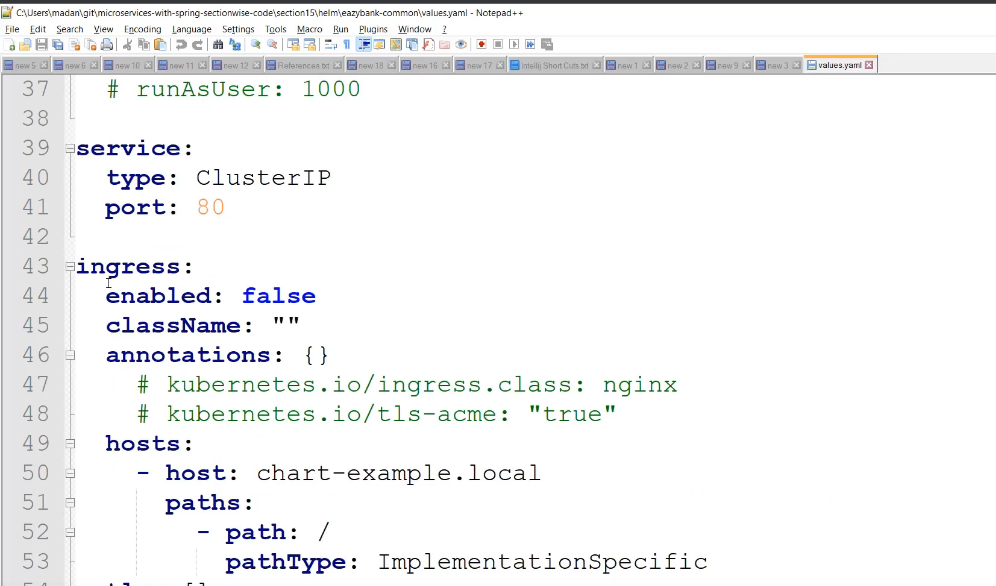 C:\Users\madan\git\microservices-with-spring-sectionwise-code\section15\helm\eazybank-common\values.yaml - Notepad++
File Edit Search View Encoding Language Settings Tools Macro Run Plugins Window ?
new 5 new 6 new 10 new 11 new 12 References.txt new 18 new 16 new 17 Intellij Short Cuts.txt new 1 new 2 new 9 new 3 values.yaml
37 # runAsUser: 1000
38
39 service:
40 type: ClusterIP
41 port: 80
42
43 ingress:
44 enabled: false
45 className: ""
46 annotations: {}
47 # kubernetes.io/ingress.class: nginx
48 # kubernetes.io/tls-acme: "true"
49 hosts:
50 - host: chart-example.local
51 paths:
52 - path: /
53 pathType: ImplementationSpecific